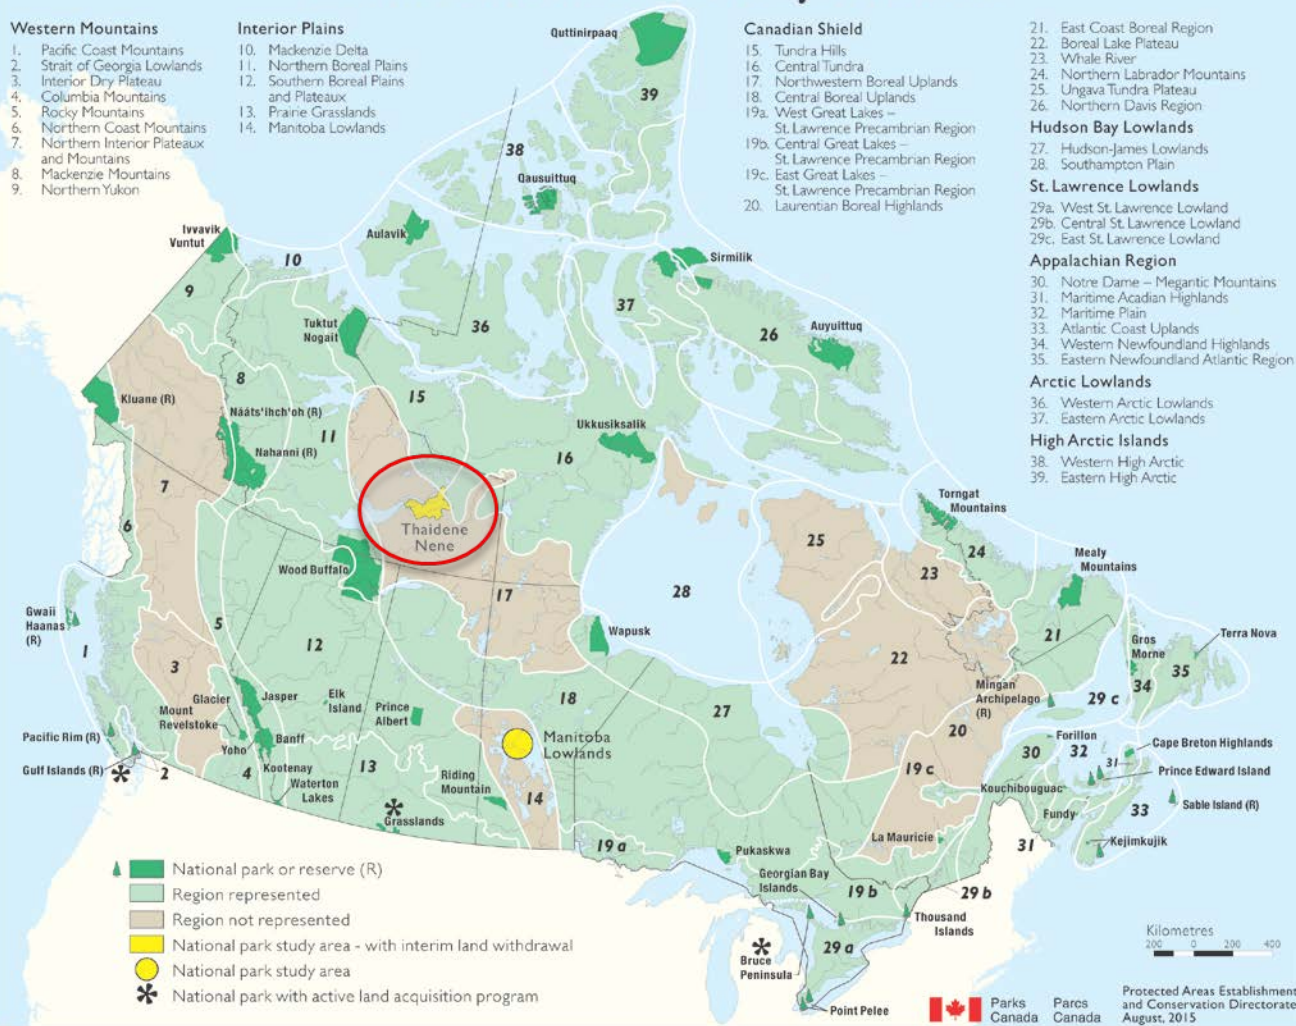 Western Mountains
1. Pacific Coast Mountains
2. Strait of Georgia Lowlands
3. Interior Dry Plateau
4. Columbia Mountains
5. Rocky Mountains
6. Northern Coast Mountains
7. Northern Interior Plateaux
and Mountains
8. Mackenzie Mountains
9. Northern Yukon
Interior Plains
10. Mackenzie Delta
11. Northern Boreal Plains
12. Southern Boreal Plains
and Plateaux
13. Prairie Grasslands
14. Manitoba Lowlands
Canadian Shield
15. Tundra Hills
16. Central Tundra
17. Northwestern Boreal Uplands
18. Central Boreal Uplands
19a. West Great Lakes –
St. Lawrence Precambrian Region
19b. Central Great Lakes –
St. Lawrence Precambrian Region
19c. East Great Lakes –
St. Lawrence Precambrian Region
20. Laurentian Boreal Highlands
21. East Coast Boreal Region
22. Boreal Lake Plateau
23. Whale River
24. Northern Labrador Mountains
25. Ungava Tundra Plateau
26. Northern Davis Region
Hudson Bay Lowlands
27. Hudson-James Lowlands
28. Southampton Plain
St. Lawrence Lowlands
29a. West St. Lawrence Lowland
29b. Central St. Lawrence Lowland
29c. East St. Lawrence Lowland
Appalachian Region
30. Notre Dame – Megantic Mountains
31. Maritime Acadian Highlands
32. Maritime Plain
33. Atlantic Coast Uplands
34. Western Newfoundland Highlands
35. Eastern Newfoundland Atlantic Region
Arctic Lowlands
36. Western Arctic Lowlands
37. Eastern Arctic Lowlands
High Arctic Islands
38. Western High Arctic
39. Eastern High Arctic
Quttinirpaaq
39
38
Qausuittuq
Aulavik
Ivvavik
Vuntut
10
9
Sirmilik
37
36
26
Auyuittuq
Tuktut
Nogait
8
15
Kluane (R)
Nááts'ihch'oh (R)
11
Nahanni (R)
Ukkusiksalik
16
7
6
Thaidene
Nene
Torngat
Mountains
25
24
Mealy
Mountains
23
Wood Buffalo
17
28
Gwaii
Haanas
(R)
1
5
12
Wapusk
21
Terra Nova
Gros
Morne
35
34
3
22
18
27
Mingan
Archipelago
(R)
29 c
Glacier
Jasper
Elk
Island
Prince
Albert
Mount
Revelstoke
Pacific Rim (R)
Yoho
Banff
Manitoba
Lowlands
20
Forillon
30
32
Cape Breton Highlands
Gulf Islands (R)
2
4
Kootenay
13
Waterton
Lakes
Riding
Mountain
14
19 c
31
Prince Edward Island
Kouchibouguac
Grasslands
Fundy
33
Sable Island (R)
La Mauricie
31
Kejimkujik
19 a
Pukaskwa
Georgian Bay
Islands
19 b
29 b
Thousand
Islands
29 a
Bruce
Peninsula
Point Pelee
National park or reserve (R)
Region represented
Region not represented
National park study area - with interim land withdrawal
National park study area
National park with active land acquisition program
Kilometres
200 0 200 400
Parks
Canada
Parcs
Canada
Protected Areas Establishment
and Conservation Directorate
August, 2015